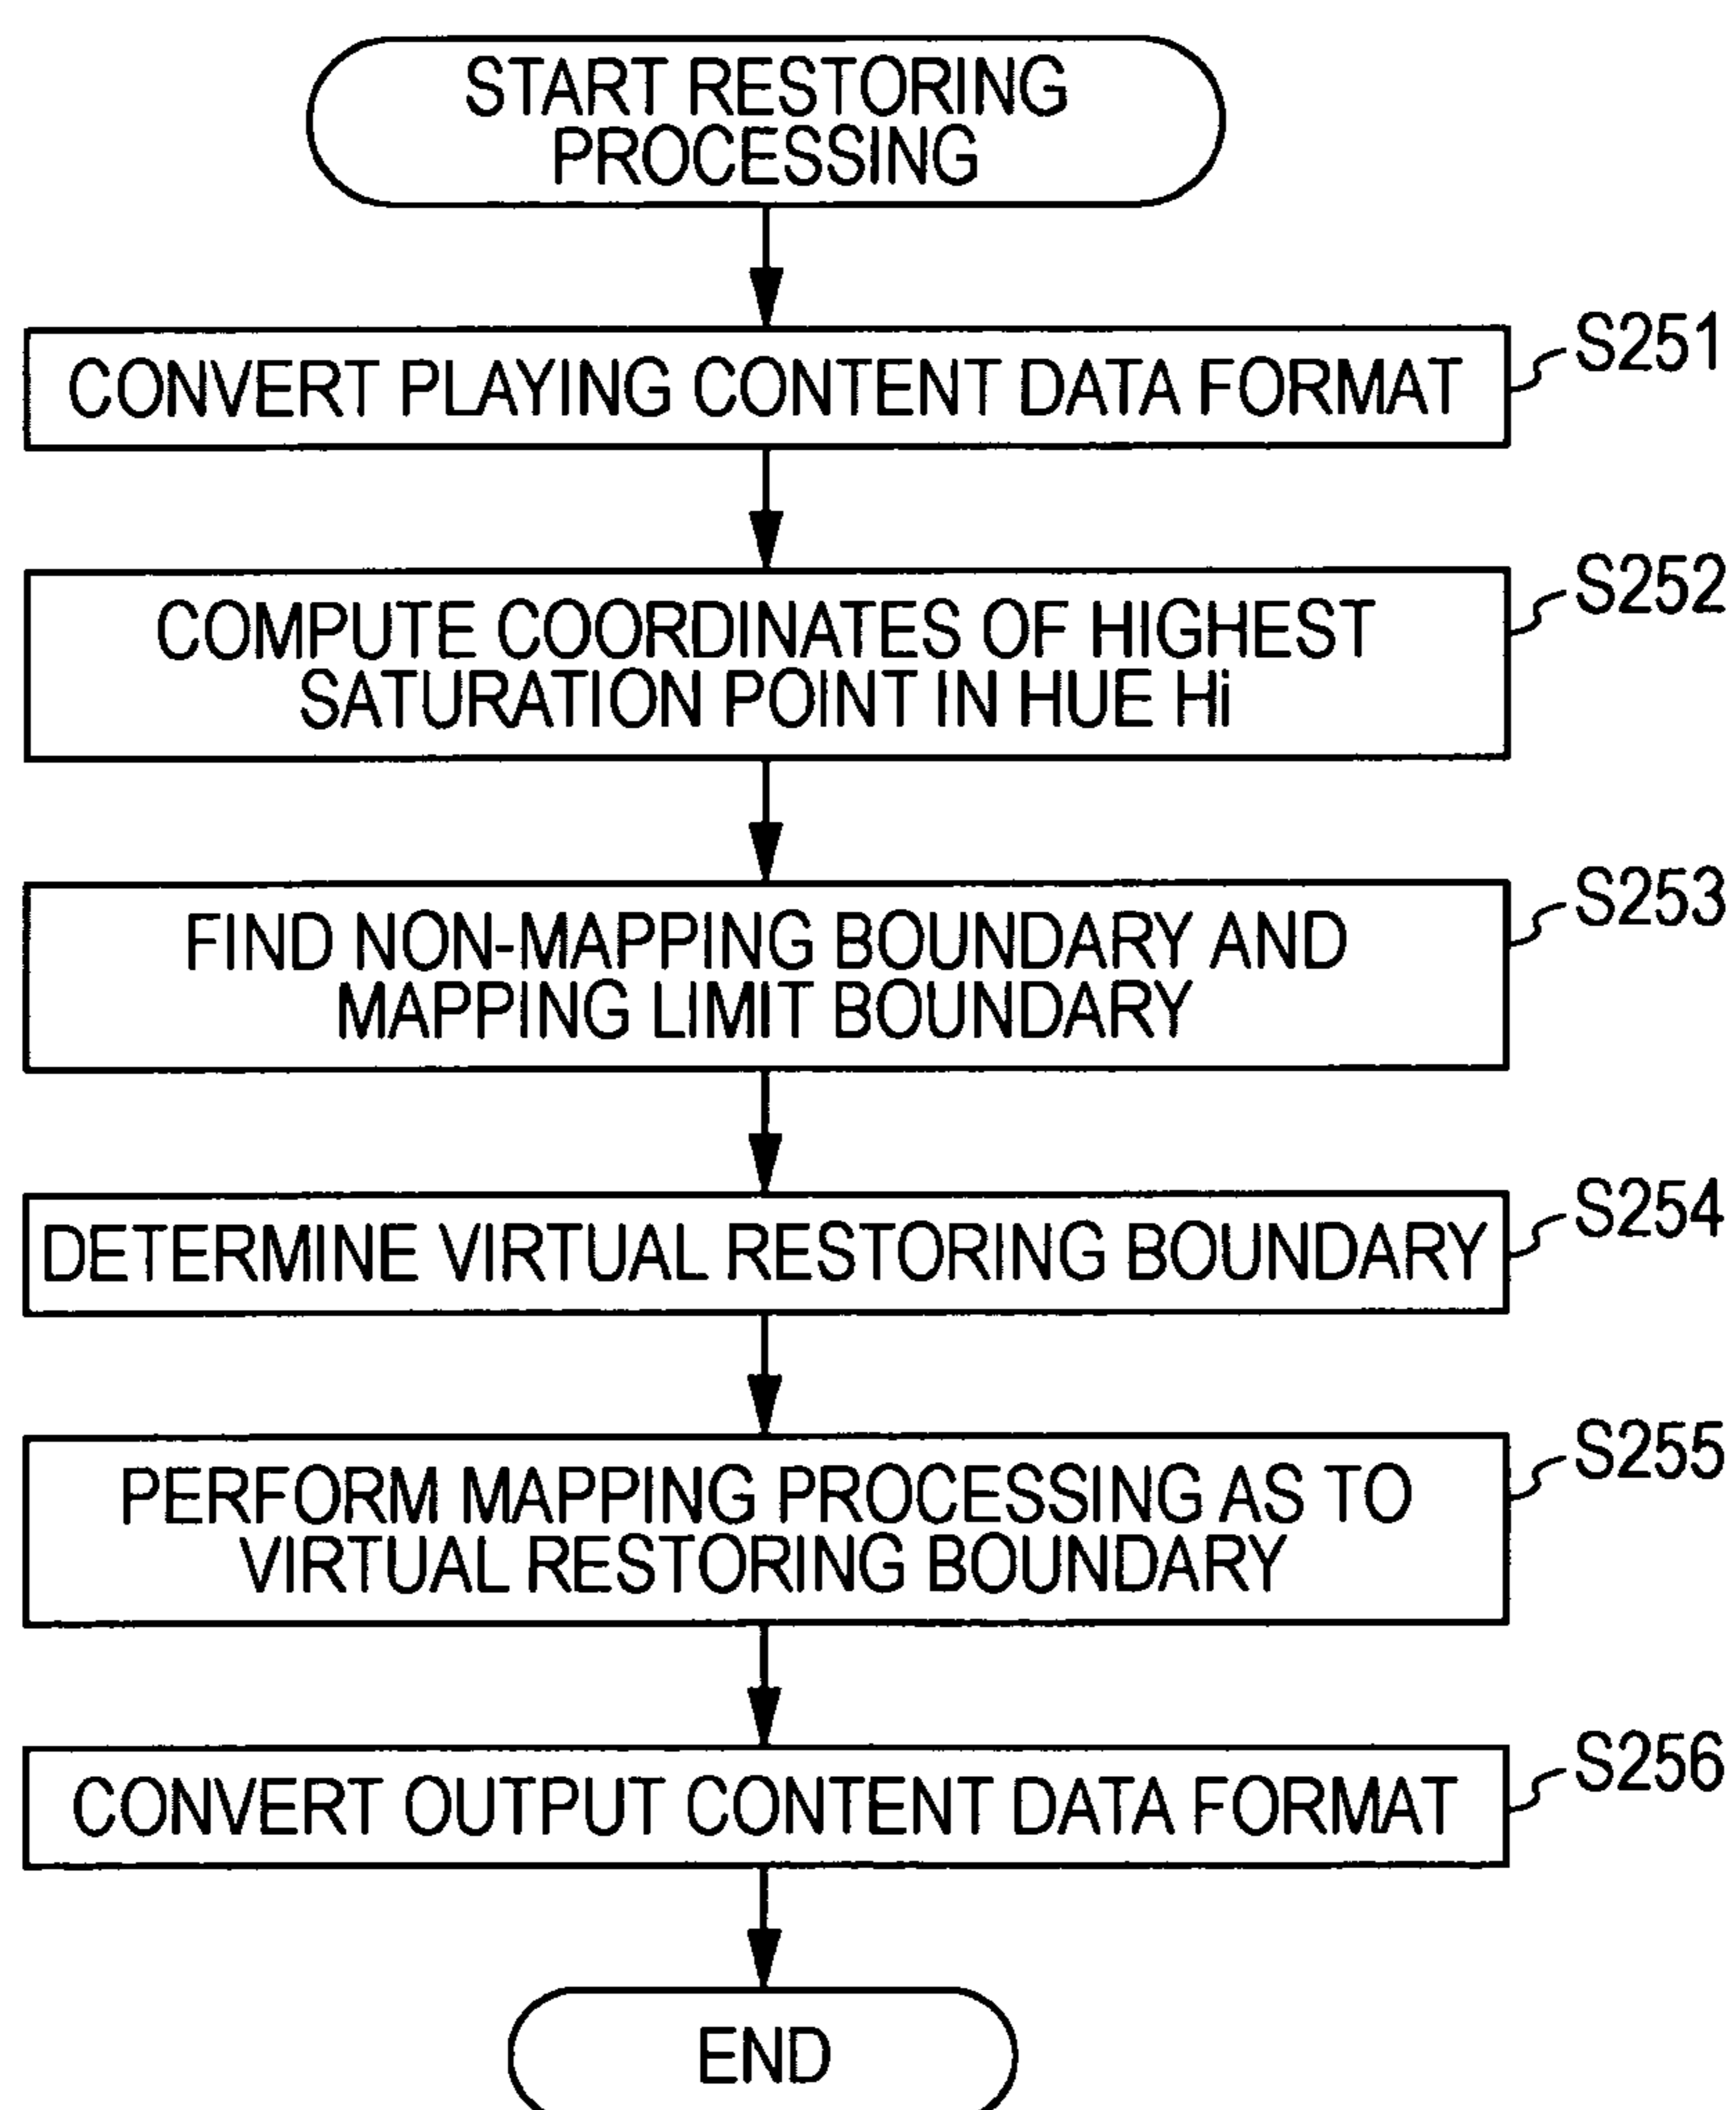 START RESTORING
PROCESSING
CONVERT PLAYING CONTENT DATA FORMAT
S251
COMPUTE COORDINATES OF HIGHEST
SATURATION POINT IN HUE Hi
S252
FIND NON-MAPPING BOUNDARY AND
MAPPING LIMIT BOUNDARY
S253
DETERMINE VIRTUAL RESTORING BOUNDARY
S254
PERFORM MAPPING PROCESSING AS TO
VIRTUAL RESTORING BOUNDARY
S255
CONVERT OUTPUT CONTENT DATA FORMAT
S256
END